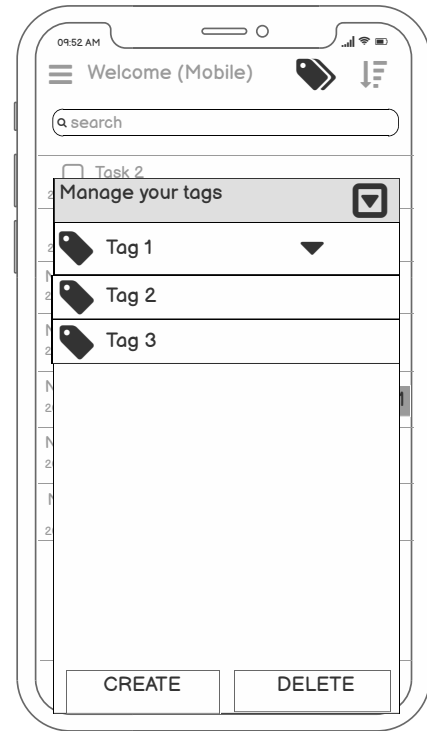 09:52 AM
Welcome (Mobile)
search
Task 2
Manage your tags
Tag 1
Tag 2
Tag 3
CREATE
DELETE